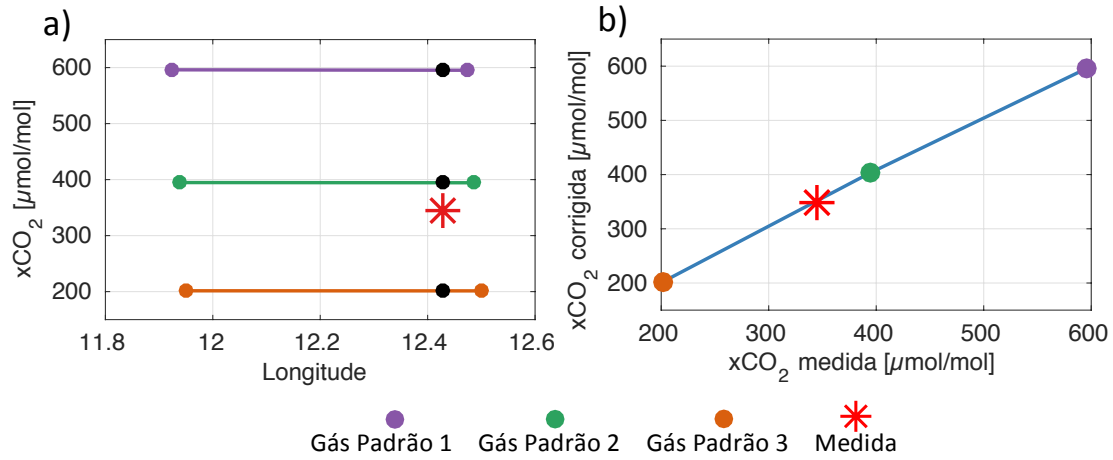 a)
xCO₂ [µmol/mol]
600
500
400
300
200
11.8 12 12.2 12.4 12.6
Longitude
b)
xCO₂ corrigida [µmol/mol]
600
500
400
300
200
200 300 400 500 600
xCO₂ medida [µmol/mol]
Gás Padrão 1 Gás Padrão 2 Gás Padrão 3 Medida